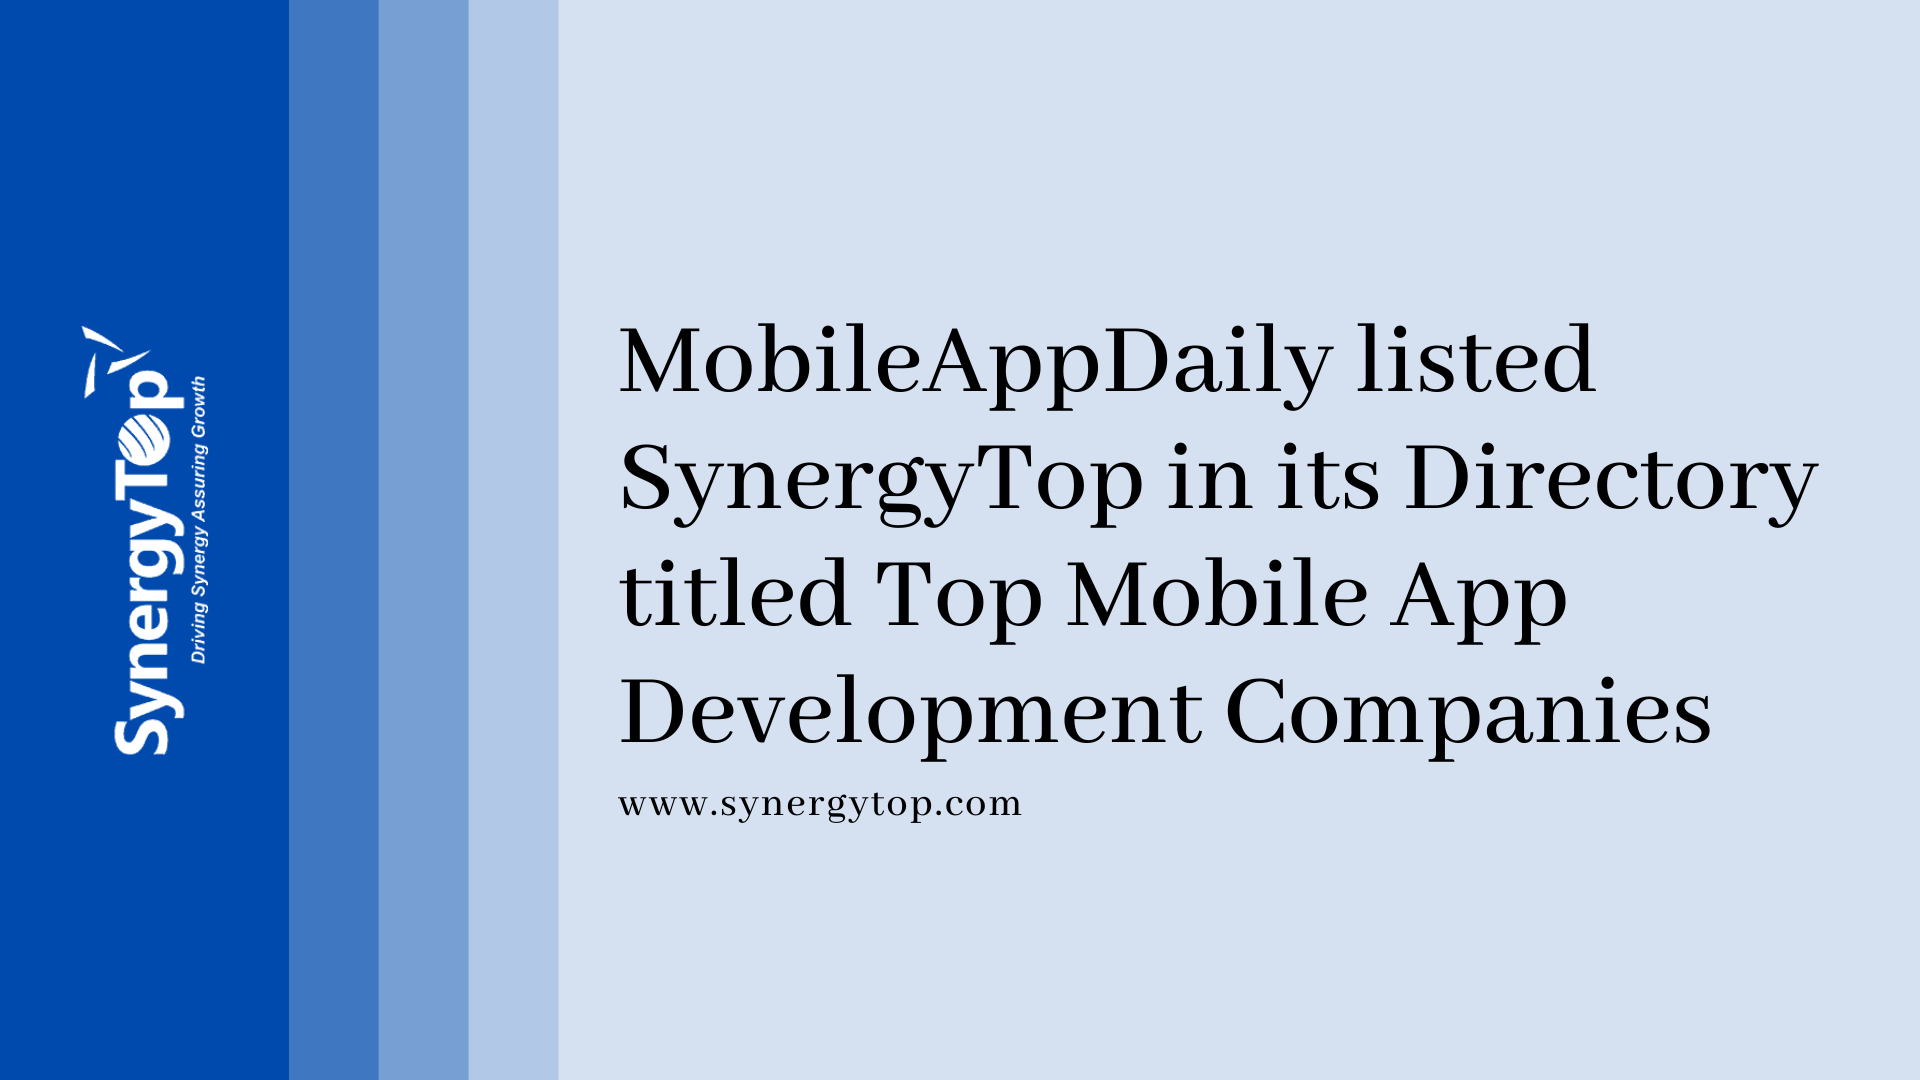 SynergyTop
Driving Synergy Assuring Growth
MobileAppDaily listed
SynergyTop in its Directory
titled Top Mobile App
Development Companies
www.synergytop.com